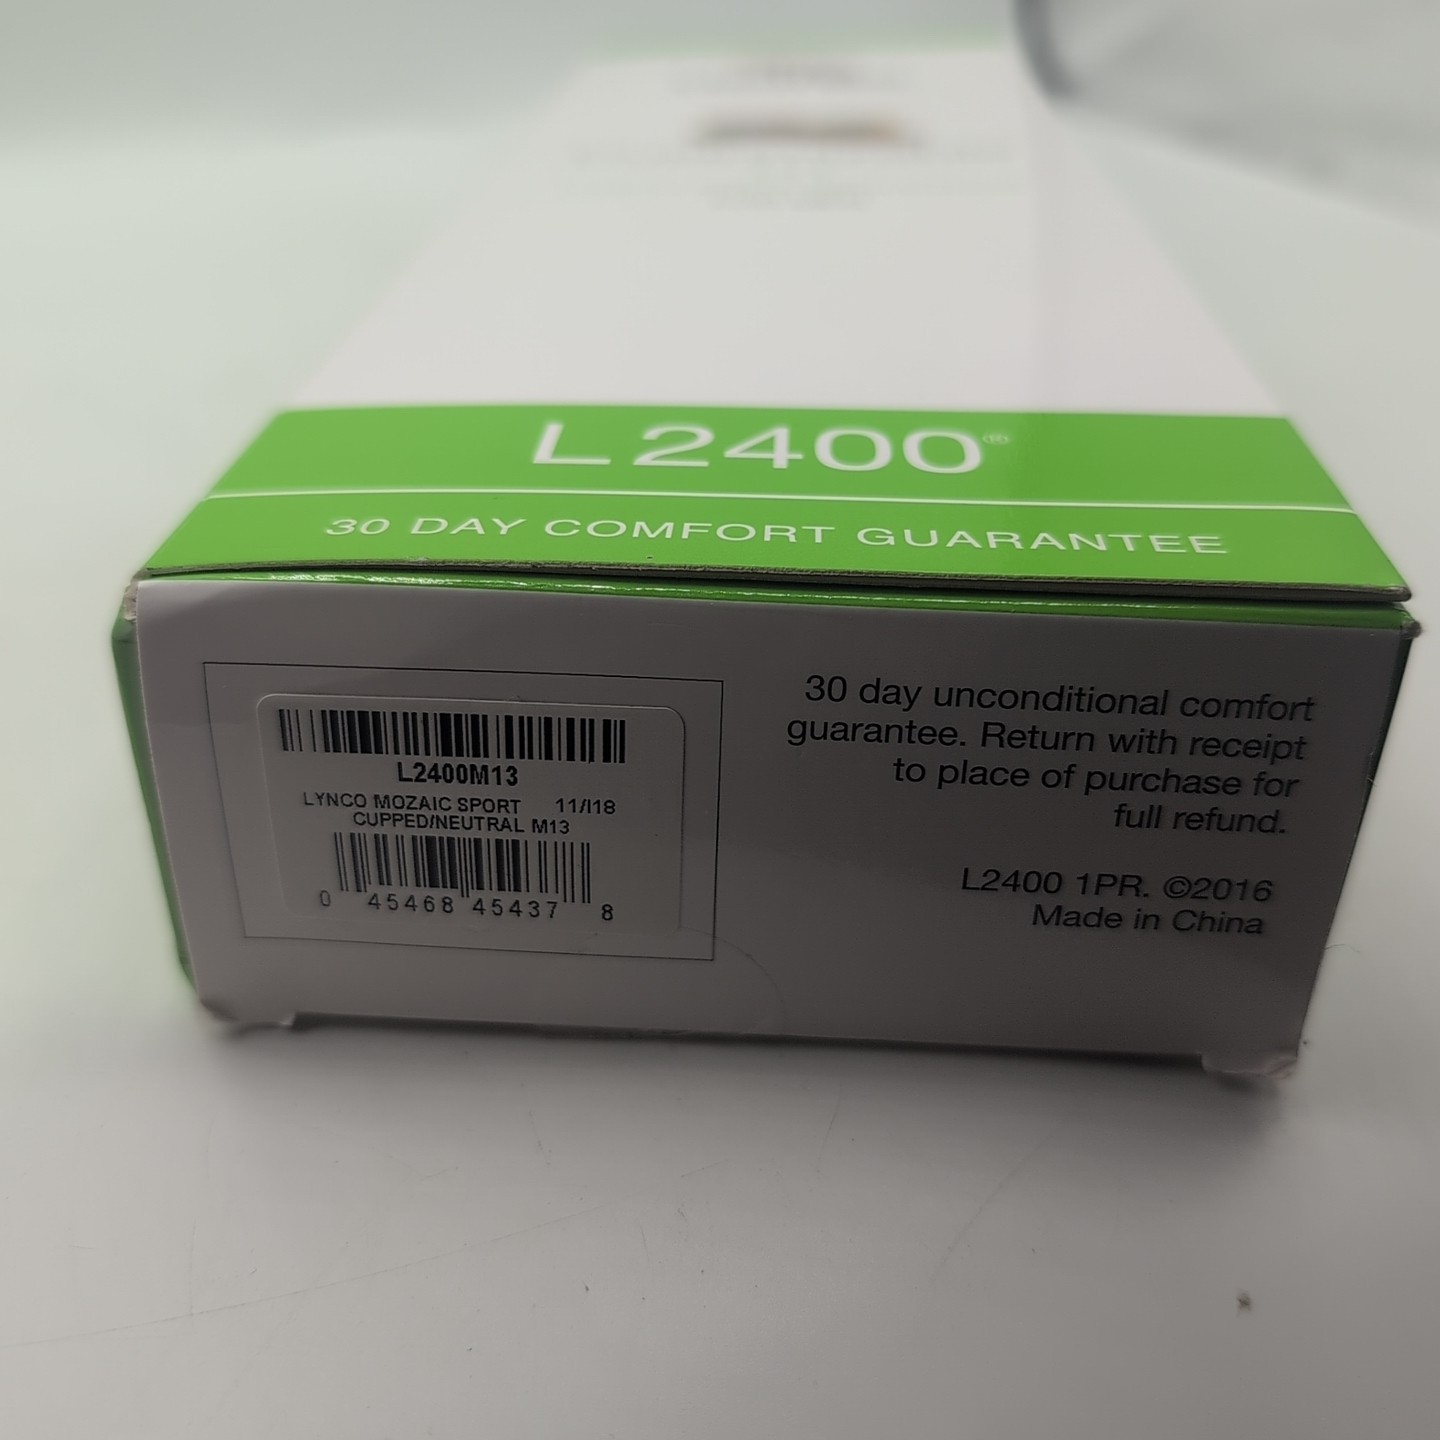 L2400®
30 DAY COMFORT GUARANTEE
L2400M13
LYNCO MOZAIC SPORT 11/I18
CUPPED/NEUTRAL M13
0 45468 45437 8
30 day unconditional comfort
guarantee. Return with receipt
to place of purchase for
full refund.
L2400 1PR. ©2016
Made in China